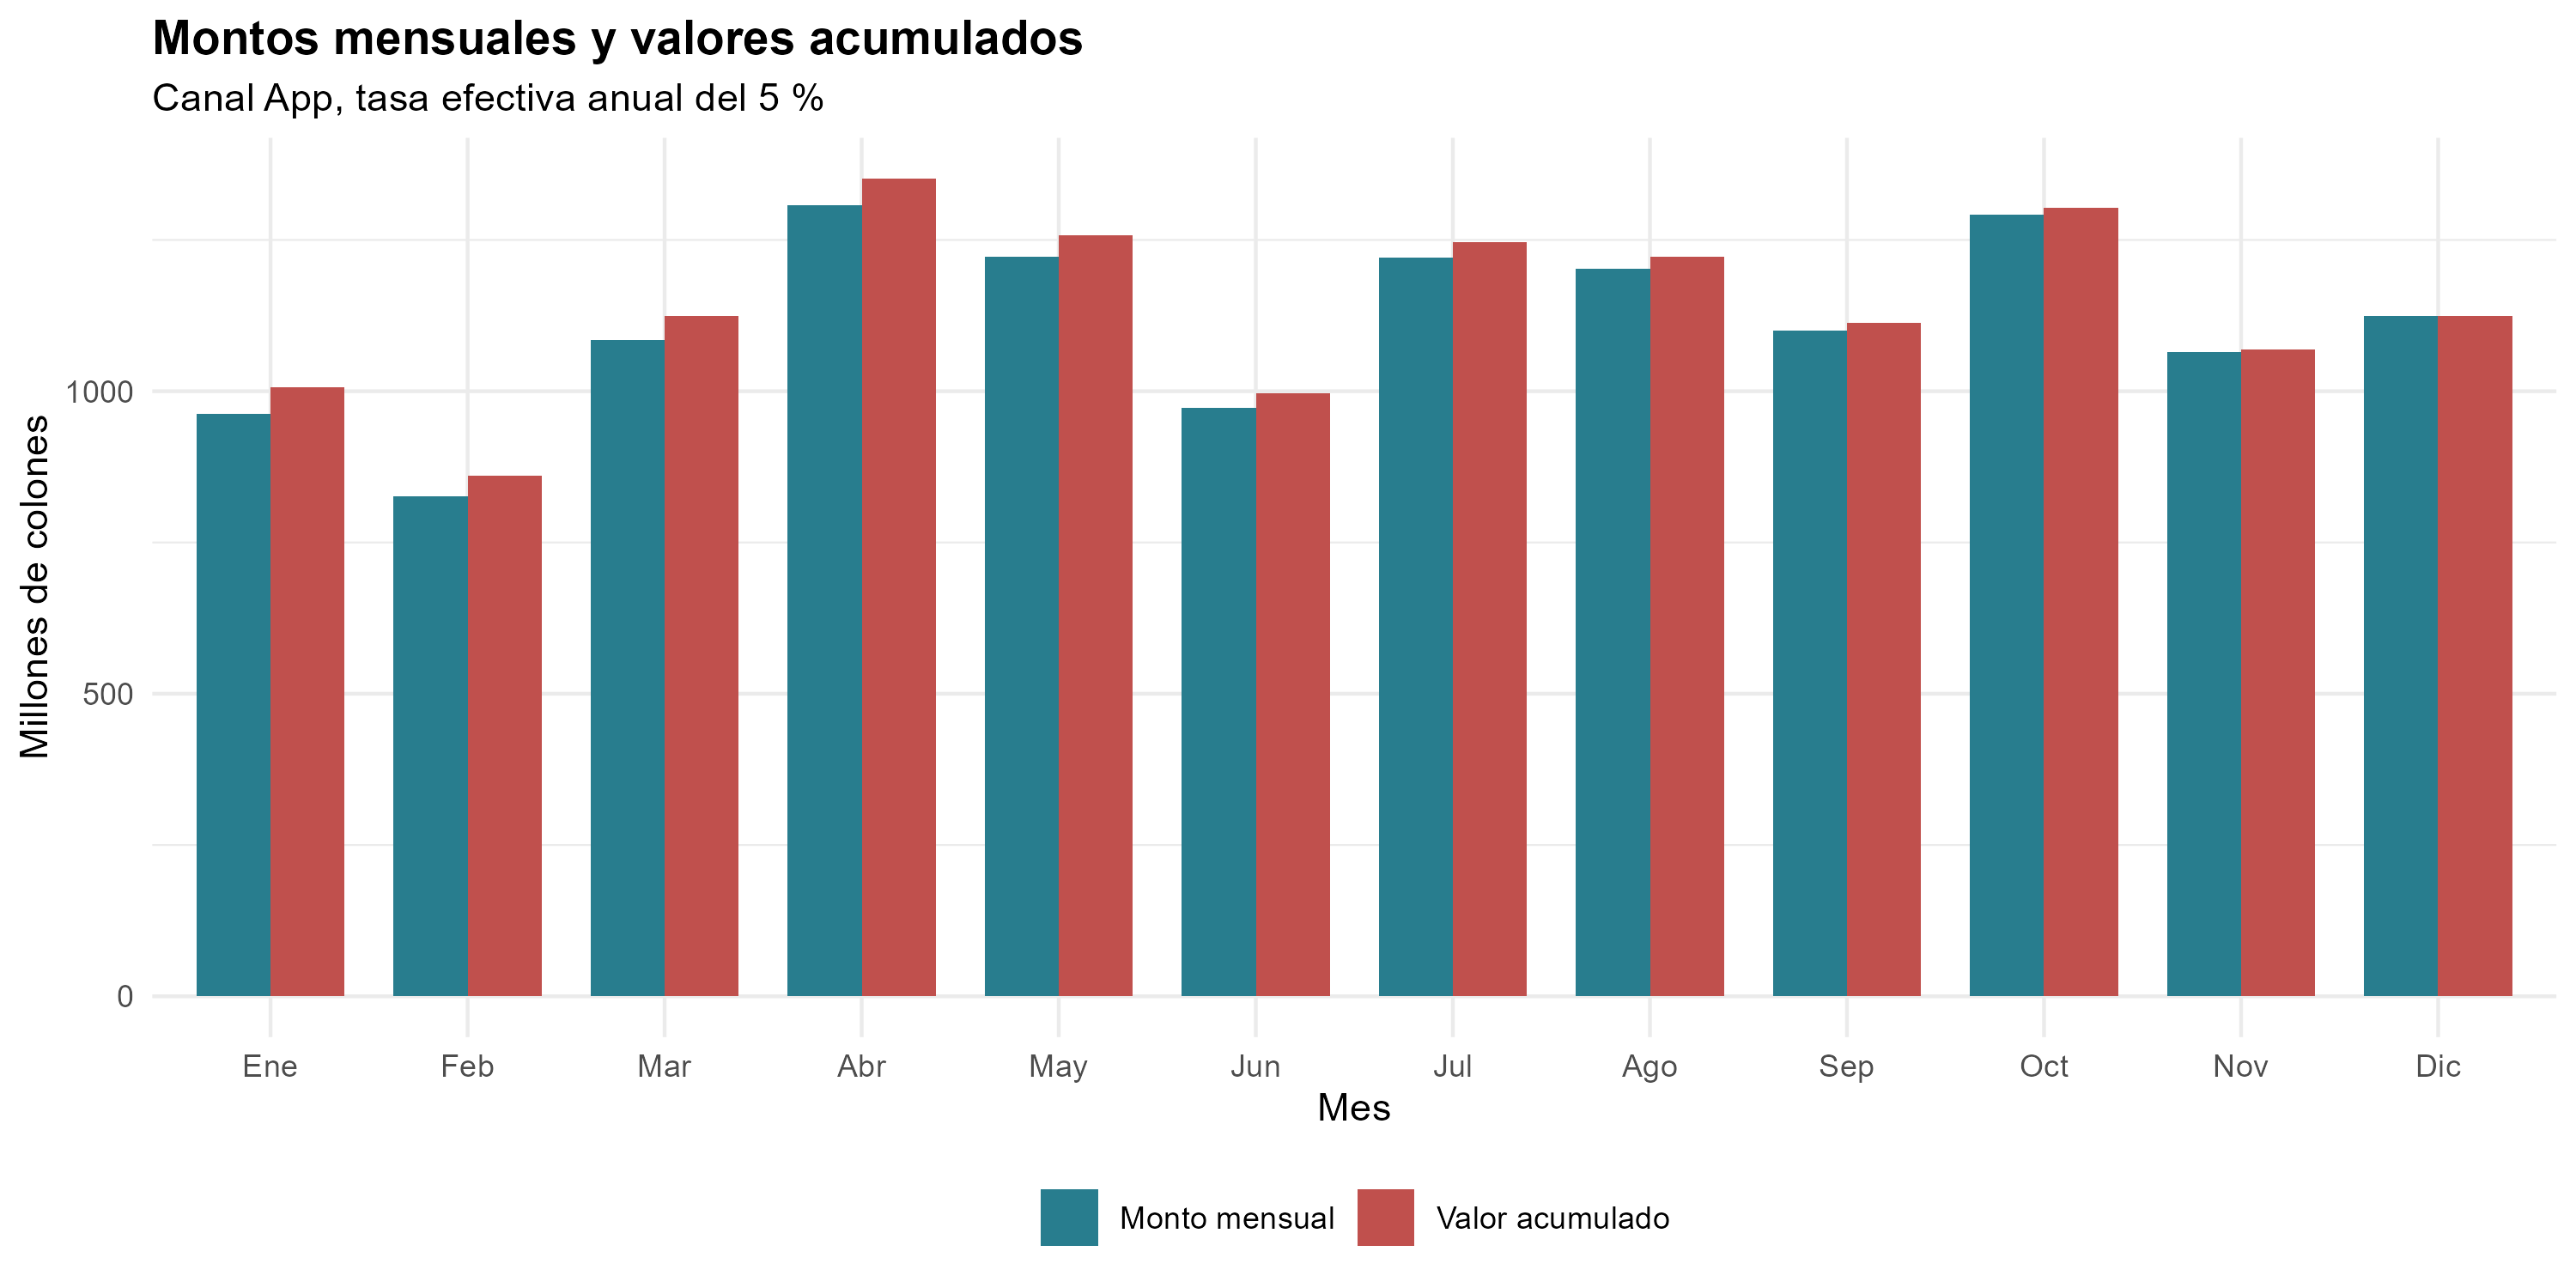 Montos mensuales y valores acumulados
Canal App, tasa efectiva anual del 5 %
Millones de colones
1000
500
0
Ene Feb Mar Abr May Jun Jul Ago Sep Oct Nov Dic
Mes
Monto mensual Valor acumulado